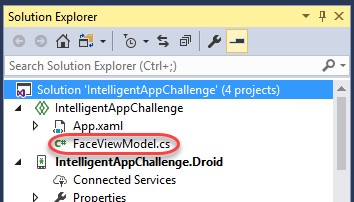 Solution Explorer
Search Solution Explorer (Ctrl+;)
Solution 'IntelligentAppChallenge' (4 projects)
IntelligentAppChallenge
App.xaml
C# FaceViewModel.cs
IntelligentAppChallenge.Droid
Connected Services
Properties